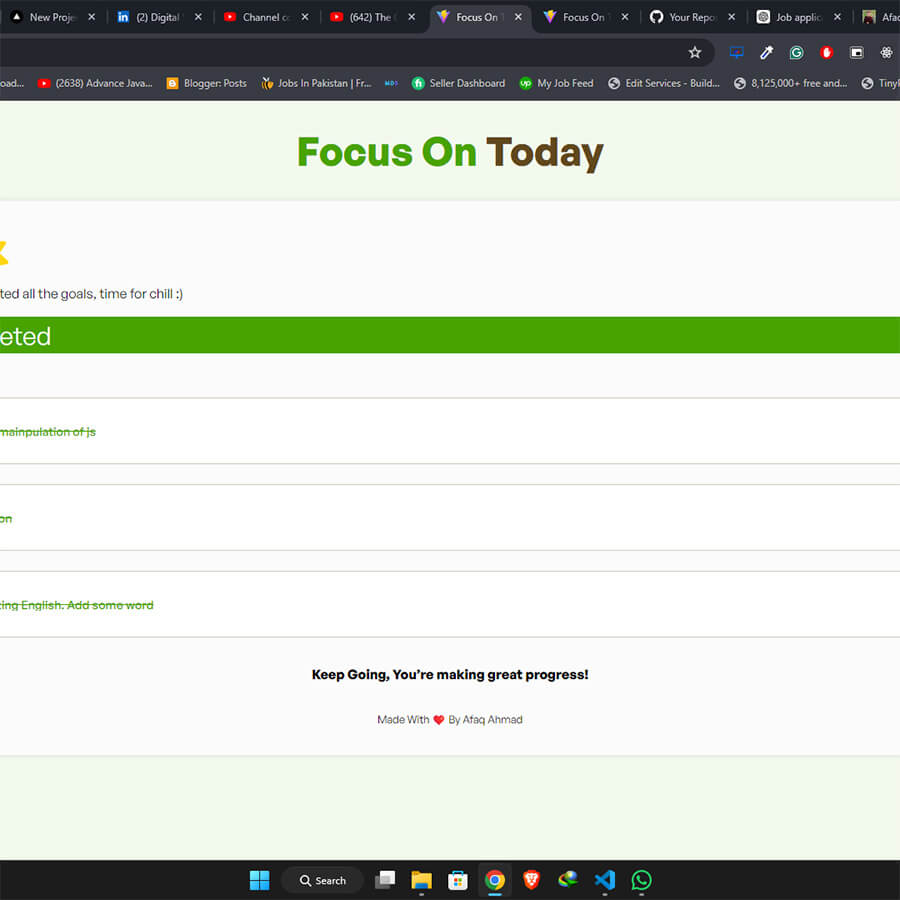 New Proje
(2) Digital
Channel co
(642) The
Focus On T
Focus On T
Your Repo
Job applic
Afaq
oad...
(2638) Advance Java...
Blogger: Posts
Jobs In Pakistan | Fr...
Seller Dashboard
My Job Feed
Edit Services - Build...
8,125,000+ free and...
Tiny
Focus On Today
ted all the goals, time for chill :)
eted
mainpulation of js
on
ing English. Add some word
Keep Going, You're making great progress!
Made With ❤ By Afaq Ahmad
Search